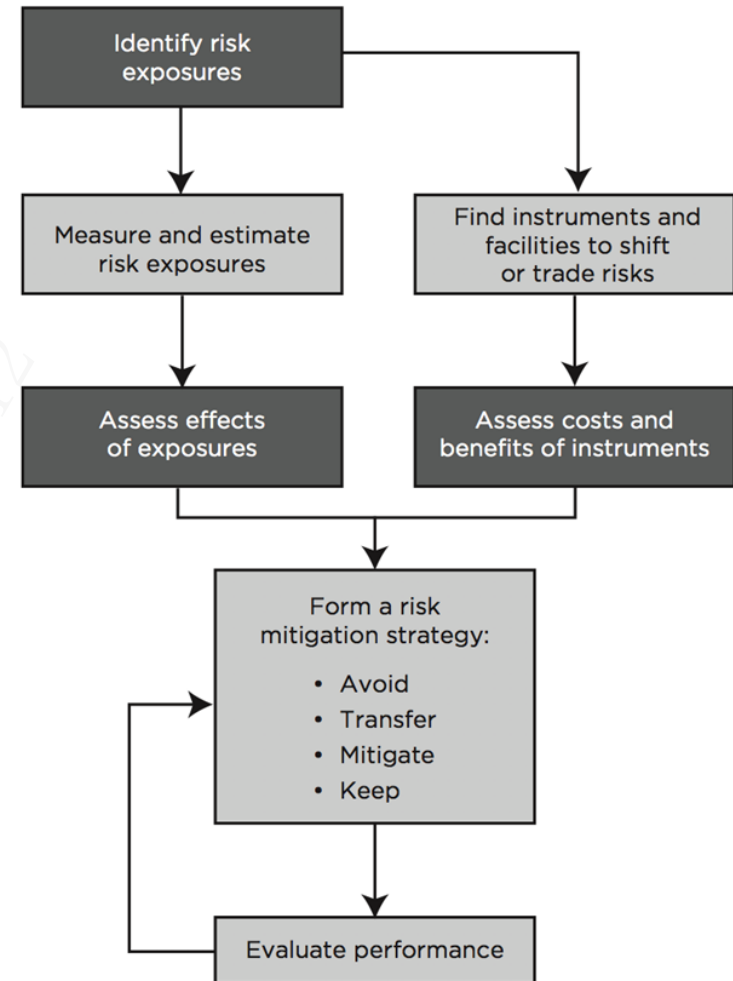 Identify risk
exposures
Measure and estimate
risk exposures
Find instruments and
facilities to shift
or trade risks
Assess effects
of exposures
Assess costs and
benefits of instruments
Form a risk
mitigation strategy:
• Avoid
• Transfer
• Mitigate
• Keep
Evaluate performance